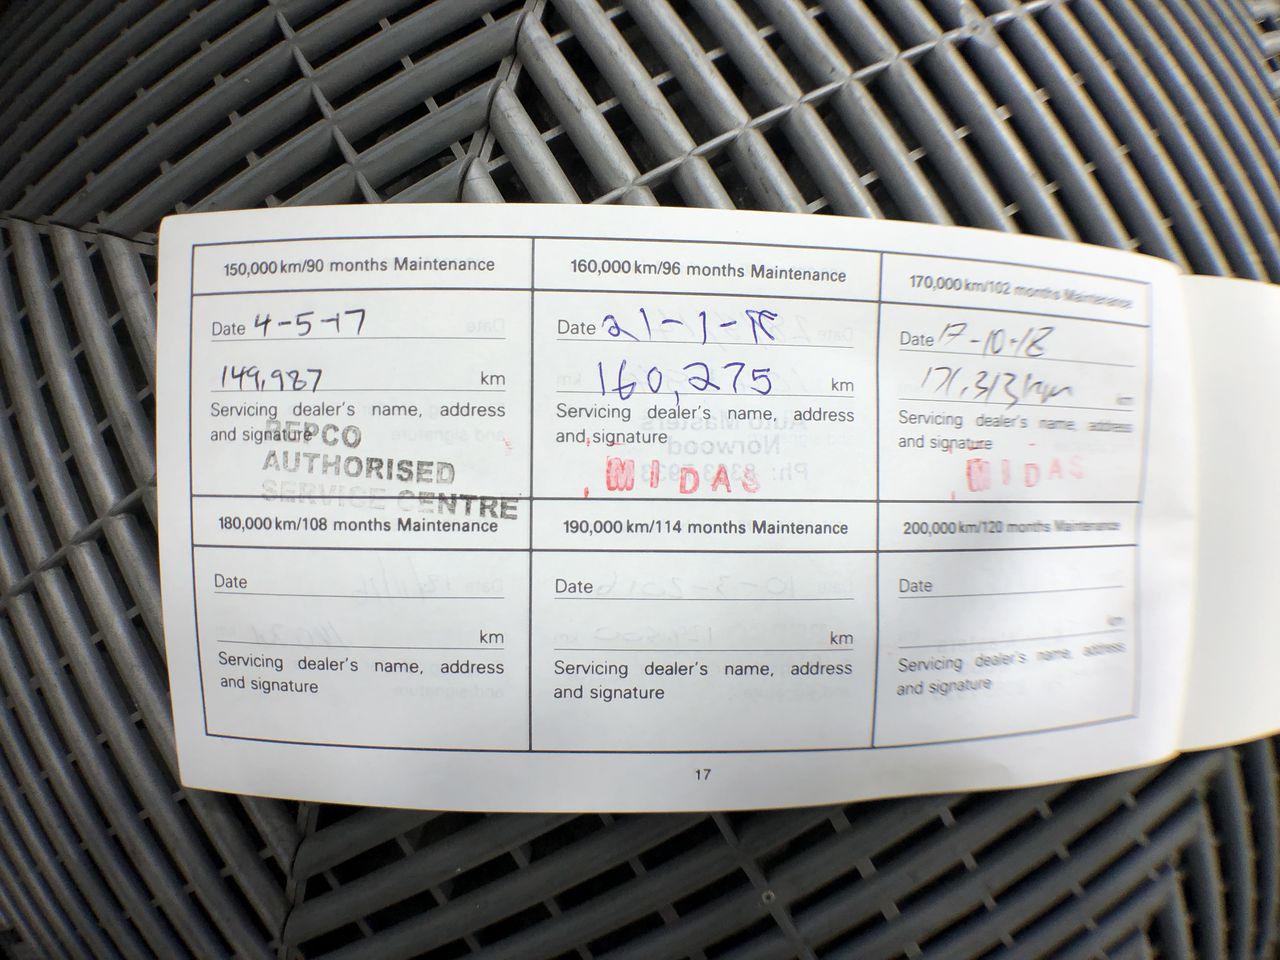 150,000 km/90 months Maintenance
Date 4-5-17
149,987 km
Servicing dealer's name, address
and signature
REPCO
AUTHORISED
SERVICE CENTRE
160,000 km/96 months Maintenance
Date 21-1-18
160,275 km
Servicing dealer's name, address
and signature
MIDAS
170,000 km/102 months Maintenance
Date 17-10-18
171,313 km km
Servicing dealer's name, address
and signature
MIDAS
180,000 km/108 months Maintenance
Date
km
Servicing dealer's name, address
and signature
190,000 km/114 months Maintenance
Date
km
Servicing dealer's name, address
and signature
200,000 km/120 months Maintenance
Date
km
Servicing dealer's name, address
and signature
17